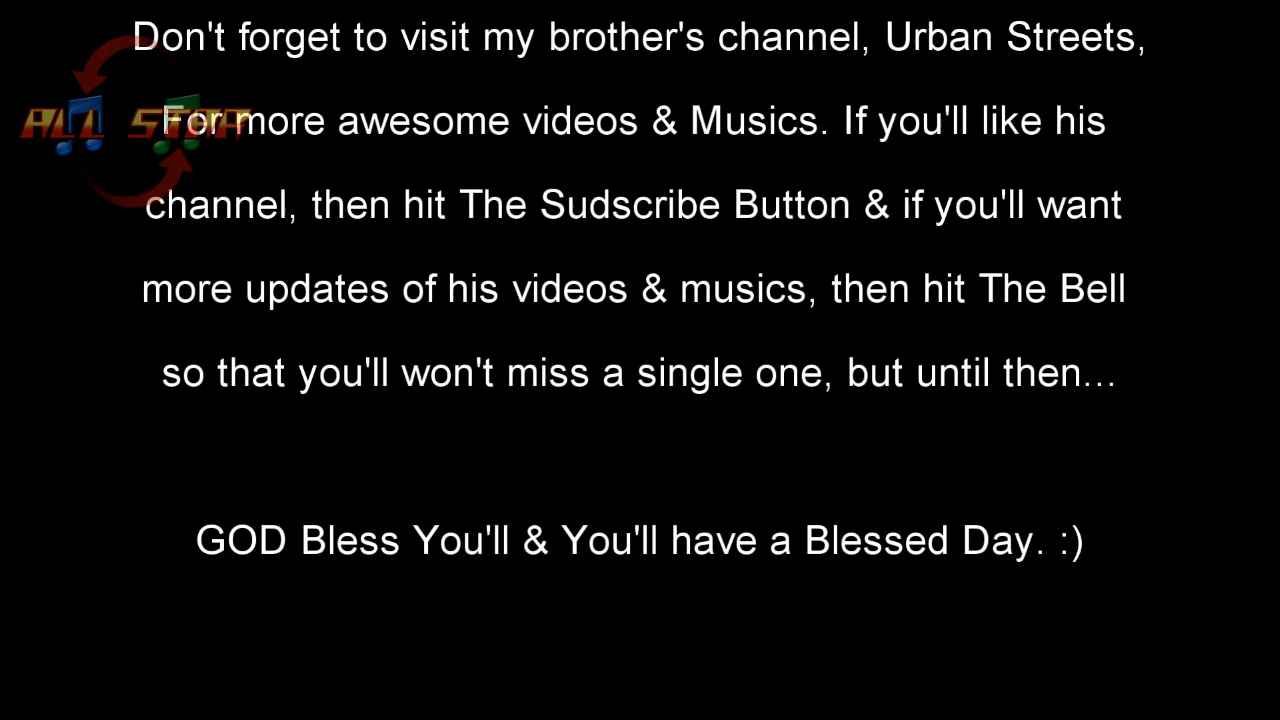 Don't forget to visit my brother's channel, Urban Streets,
For more awesome videos & Musics. If you'll like his
channel, then hit The Sudscribe Button & if you'll want
more updates of his videos & musics, then hit The Bell
so that you'll won't miss a single one, but until then...
GOD Bless You'll & You'll have a Blessed Day. :)
ALL STAR